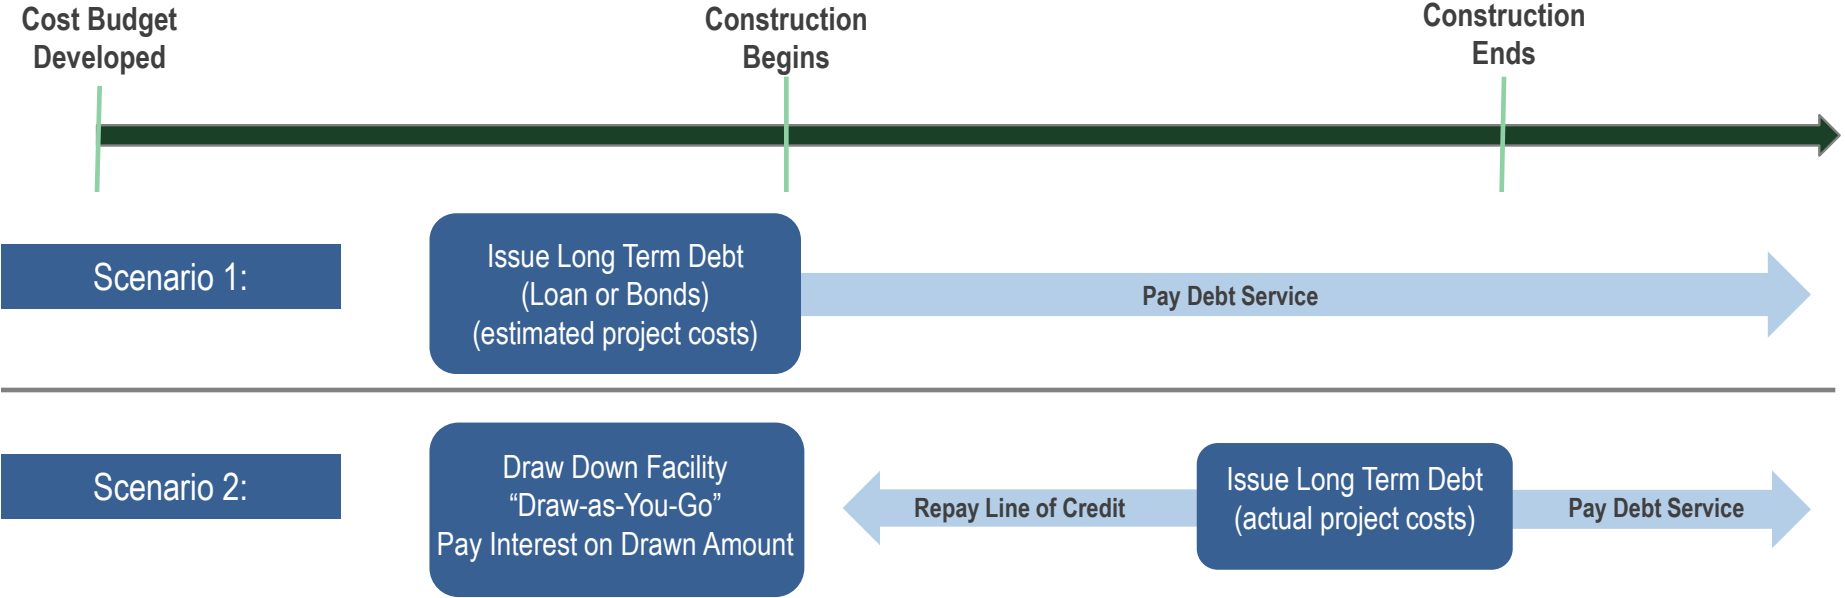 Cost Budget
Developed
Construction
Begins
Construction
Ends
Scenario 1:
Issue Long Term Debt
(Loan or Bonds)
(estimated project costs)
Pay Debt Service
Scenario 2:
Draw Down Facility
“Draw-as-You-Go”
Pay Interest on Drawn Amount
Repay Line of Credit
Issue Long Term Debt
(actual project costs)
Pay Debt Service